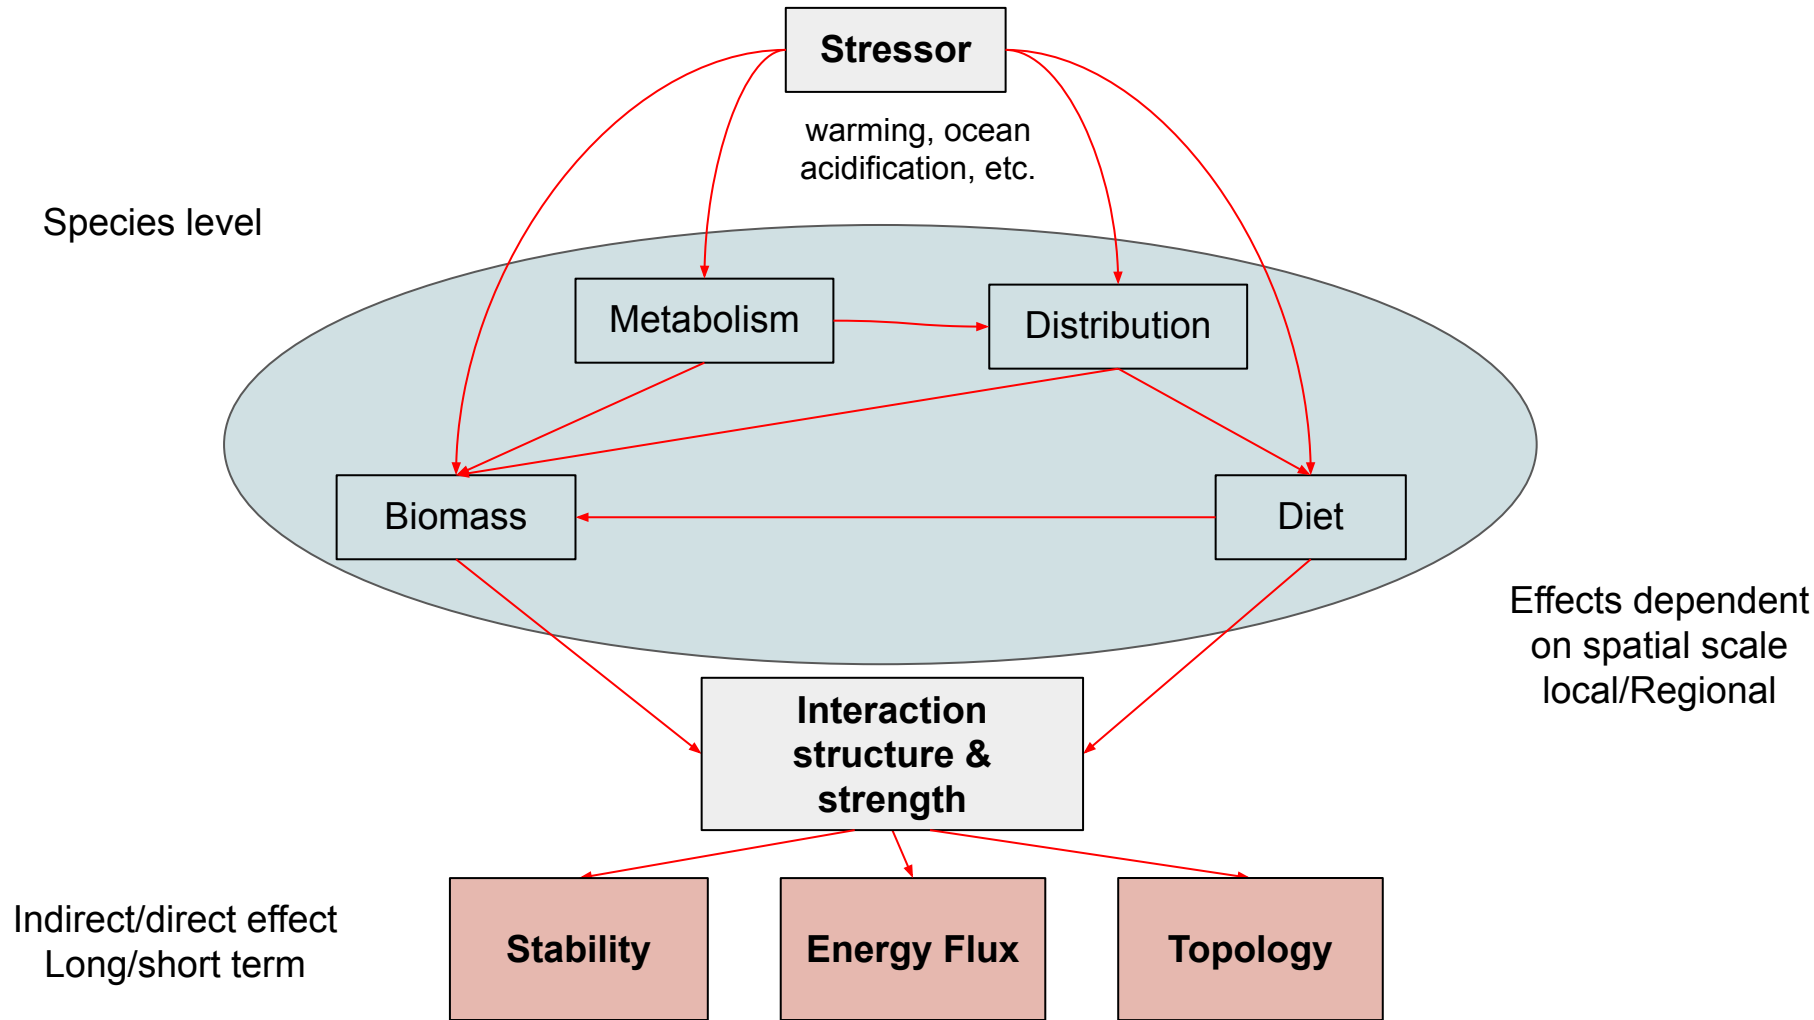 Stressor
warming, ocean
acidification, etc.
Species level
Metabolism
Distribution
Biomass
Diet
Effects dependent
on spatial scale
local/Regional
Interaction
structure &
strength
Indirect/direct effect
Long/short term
Stability
Energy Flux
Topology